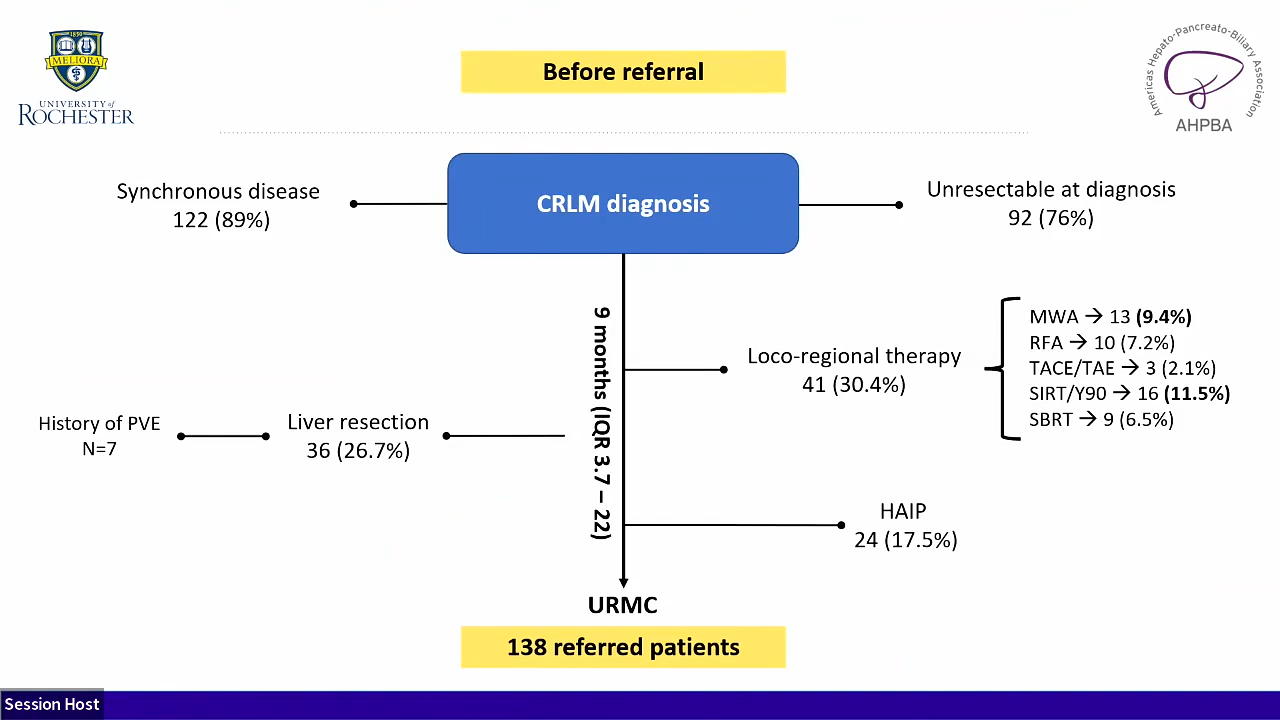 1850
MELIORA
UNIVERSITY of
ROCHESTER
Before referral
Americas Hepato-Pancreato-Biliary Association
AHPBA
Synchronous disease
122 (89%)
CRLM diagnosis
Unresectable at diagnosis
92 (76%)
9 months (IQR 3.7 – 22)
Loco-regional therapy
41 (30.4%)
MWA → 13 (9.4%)
RFA → 10 (7.2%)
TACE/TAE → 3 (2.1%)
SIRT/Y90 → 16 (11.5%)
SBRT → 9 (6.5%)
History of PVE
N=7
Liver resection
36 (26.7%)
HAIP
24 (17.5%)
URMC
138 referred patients
Session Host